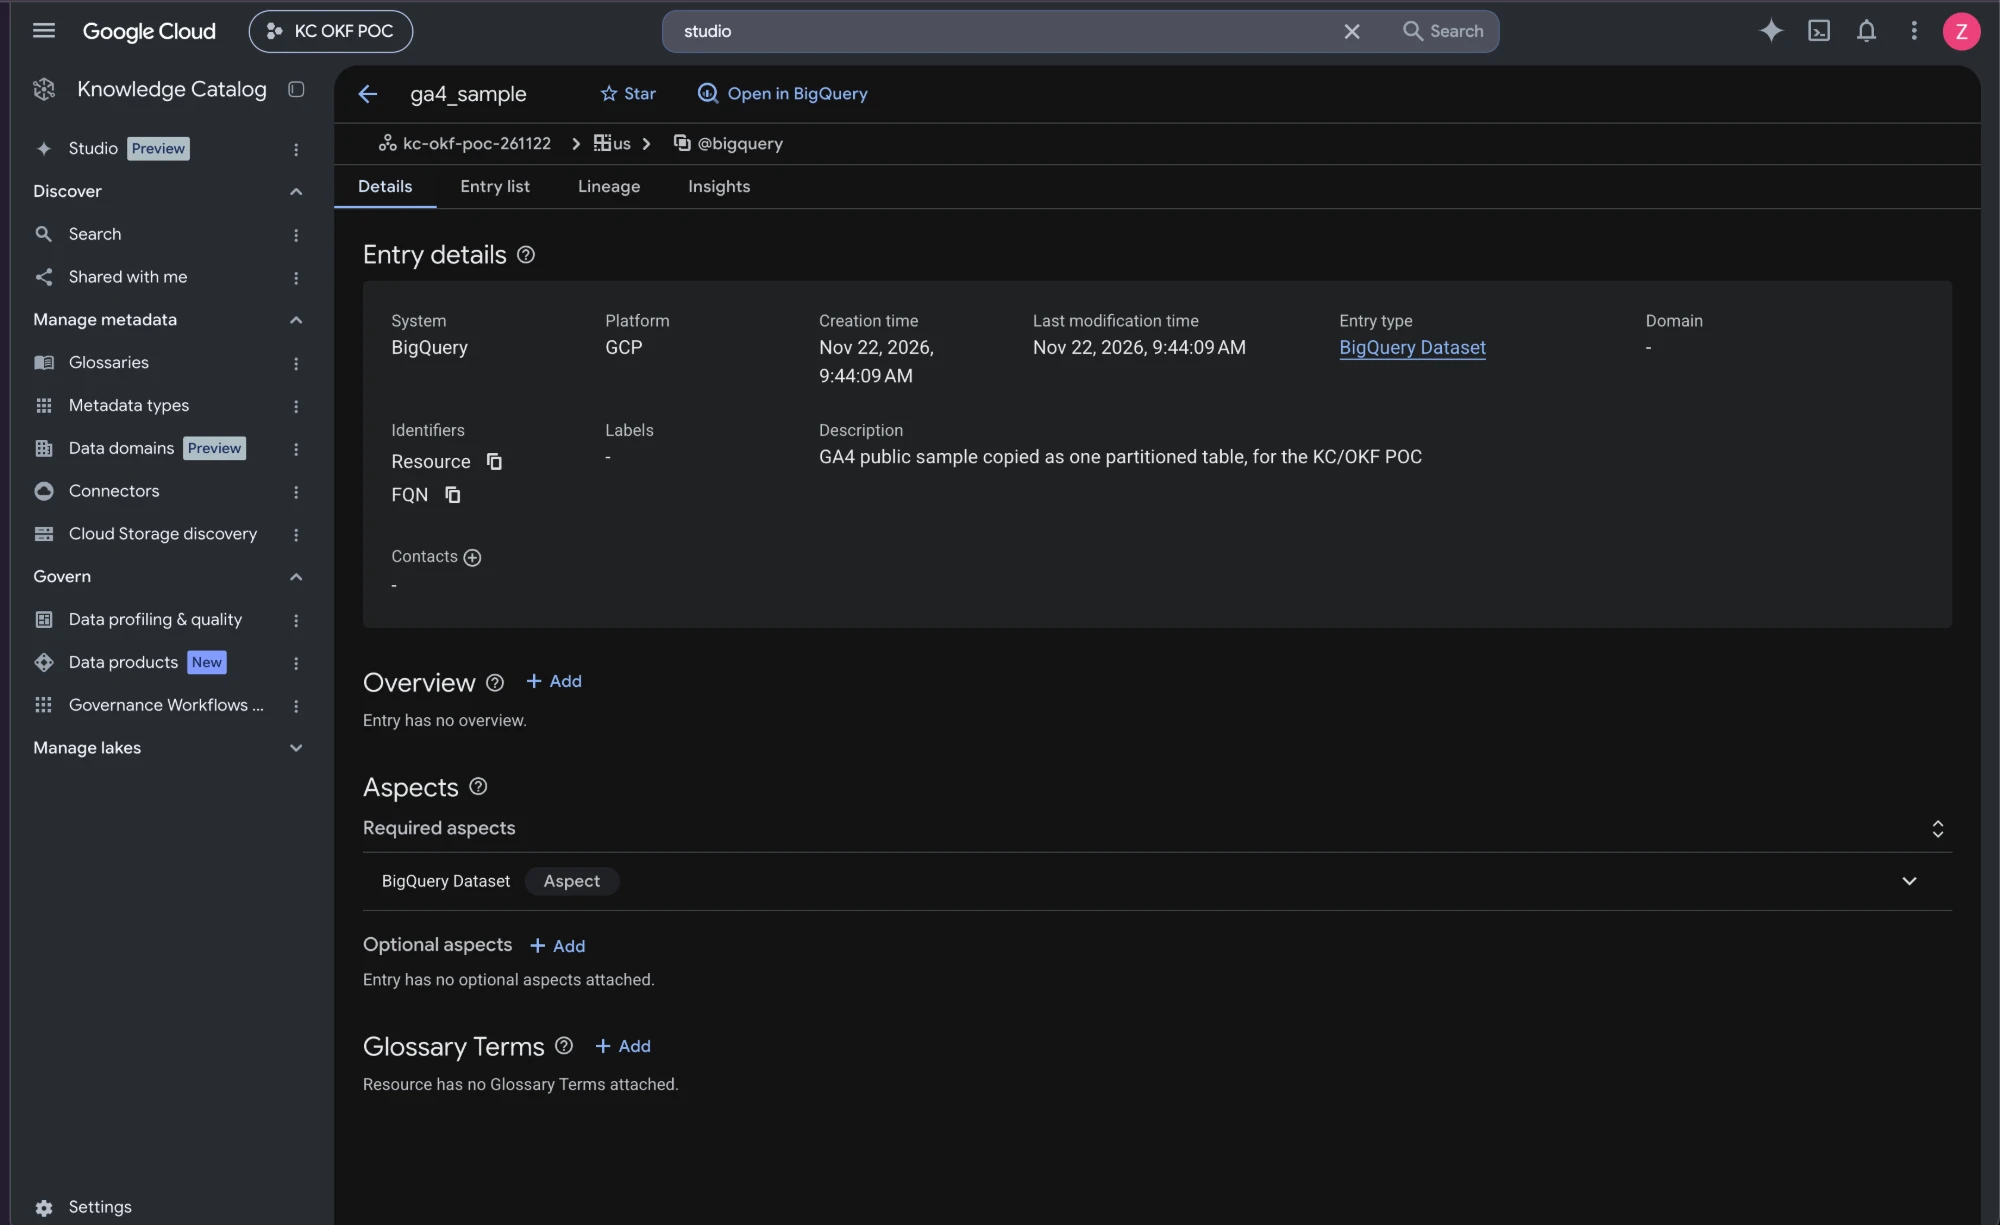 Google Cloud
KC OKF POC
studio
Search
Z
Knowledge Catalog
Studio Preview
Discover
Search
Shared with me
Manage metadata
Glossaries
Metadata types
Data domains Preview
Connectors
Cloud Storage discovery
Govern
Data profiling & quality
Data products New
Governance Workflows ...
Manage lakes
Settings
ga4_sample
Star
Open in BigQuery
kc-okf-poc-261122
us
@bigquery
Details
Entry list
Lineage
Insights
Entry details
System
BigQuery
Platform
GCP
Creation time
Nov 22, 2026,
9:44:09 AM
Last modification time
Nov 22, 2026, 9:44:09 AM
Entry type
BigQuery Dataset
Domain
-
Identifiers
Resource
FQN
Labels
-
Description
GA4 public sample copied as one partitioned table, for the KC/OKF POC
Contacts
-
Overview
+ Add
Entry has no overview.
Aspects
Required aspects
BigQuery Dataset Aspect
Optional aspects + Add
Entry has no optional aspects attached.
Glossary Terms + Add
Resource has no Glossary Terms attached.